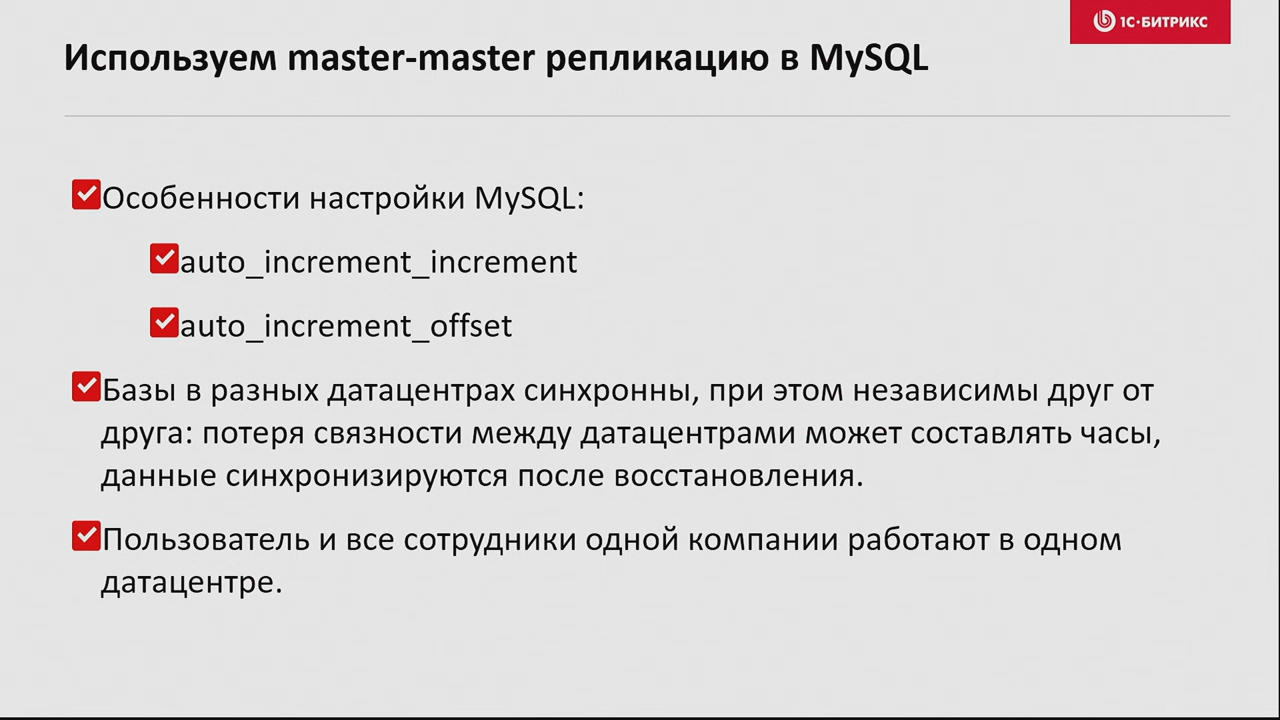 1С·БИТРИКС
Используем master-master репликацию в MySQL
Особенности настройки MySQL:
auto_increment_increment
auto_increment_offset
Базы в разных датацентрах синхронны, при этом независимы друг от
друга: потеря связности между датацентрами может составлять часы,
данные синхронизируются после восстановления.
Пользователь и все сотрудники одной компании работают в одном
датацентре.